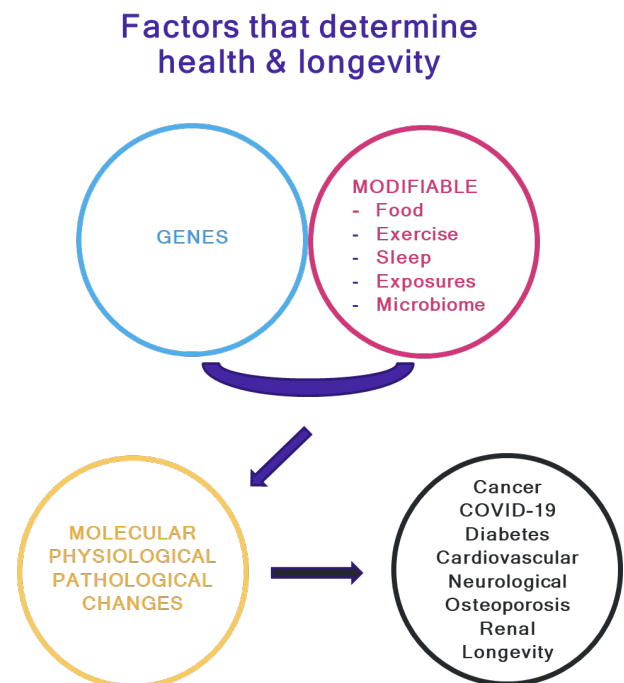 Factors that determine
health & longevity
GENES
MODIFIABLE
- Food
- Exercise
- Sleep
- Exposures
- Microbiome
MOLECULAR
PHYSIOLOGICAL
PATHOLOGICAL
CHANGES
Cancer
COVID-19
Diabetes
Cardiovascular
Neurological
Osteoporosis
Renal
Longevity